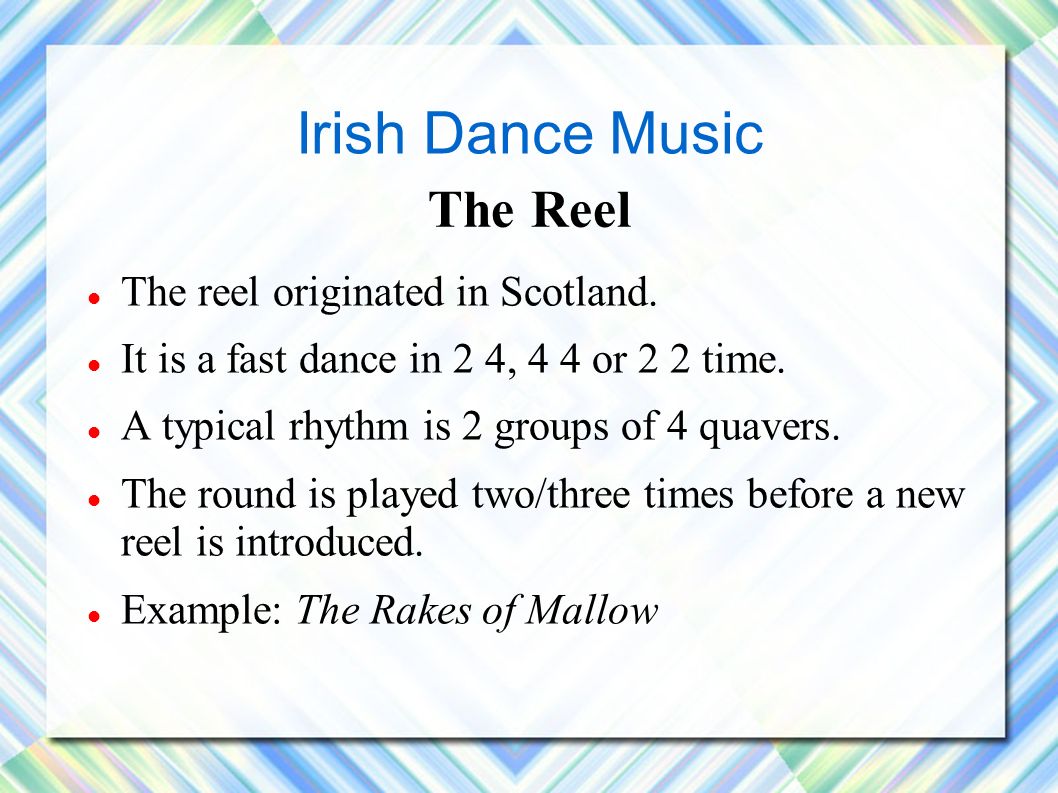 Irish Dance Music
The Reel
The reel originated in Scotland.
It is a fast dance in 2 4, 4 4 or 2 2 time.
A typical rhythm is 2 groups of 4 quavers.
The round is played two/three times before a new
reel is introduced.
Example: The Rakes of Mallow